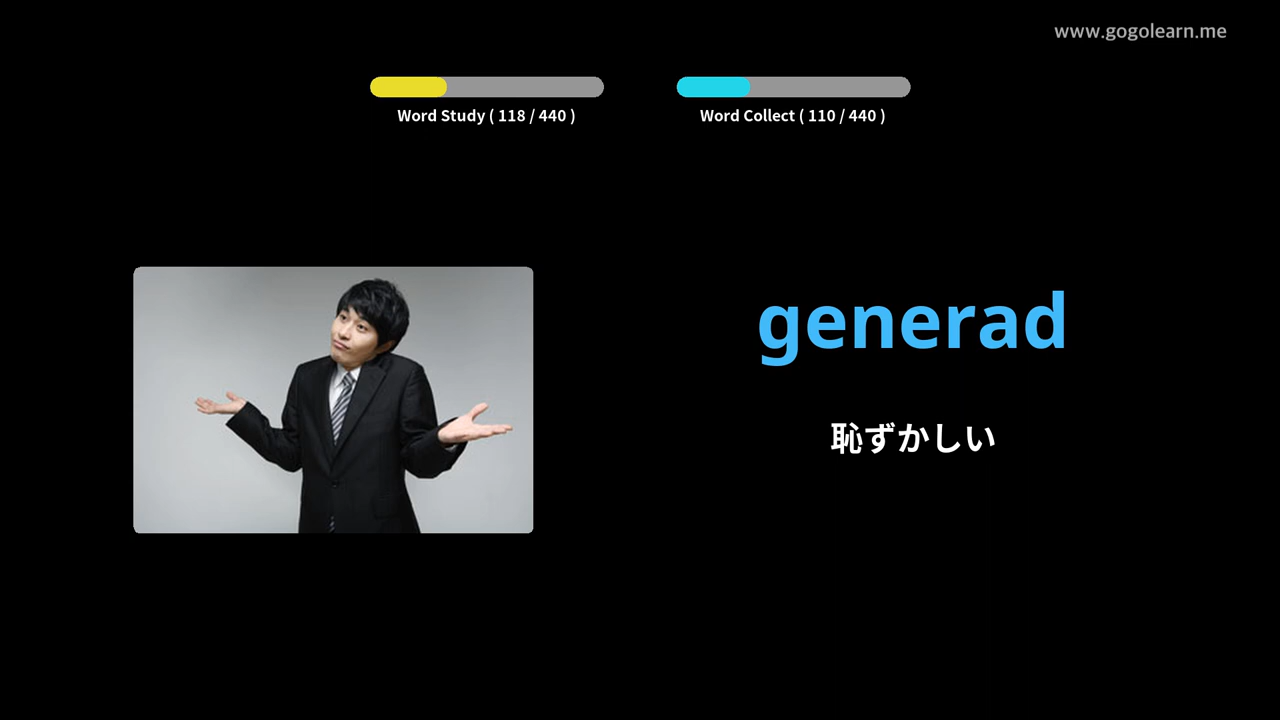 www.gogolearn.me
Word Study ( 118 / 440 )
Word Collect ( 110 / 440 )
generad
恥ずかしい